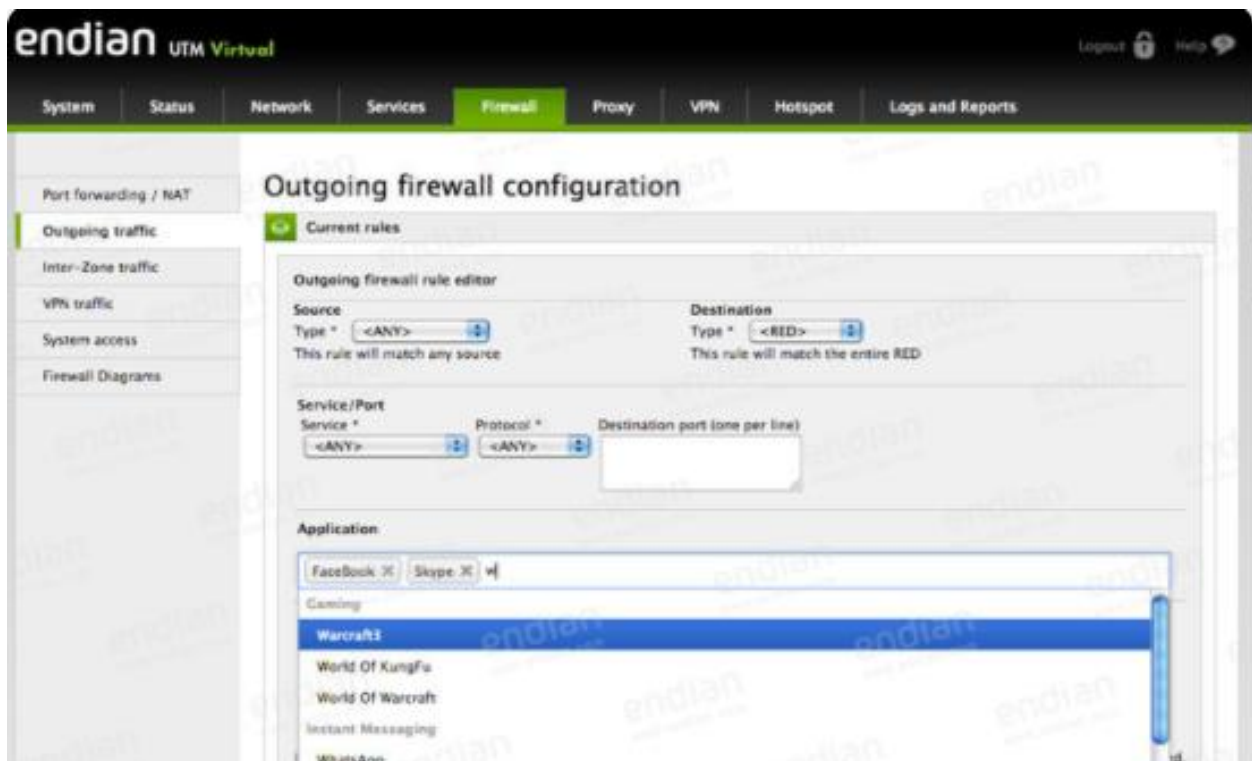 endian UTM Virtual
Logout Help
System Status Network Services Firewall Proxy VPN Hotspot Logs and Reports
Port forwarding / NAT
Outgoing traffic
Inter-Zone traffic
VPN traffic
System access
Firewall Diagrams
Outgoing firewall configuration
Current rules
Outgoing firewall rule editor
Source Destination
Type * <ANY> Type * <RED>
This rule will match any source This rule will match the entire RED
Service/Port
Service * Protocol * Destination port (one per line)
<ANY> <ANY>
Application
FaceBook Skype w
Gaming
Warcraft3
World Of KungFu
World Of Warcraft
Instant Messaging
WhatsApp